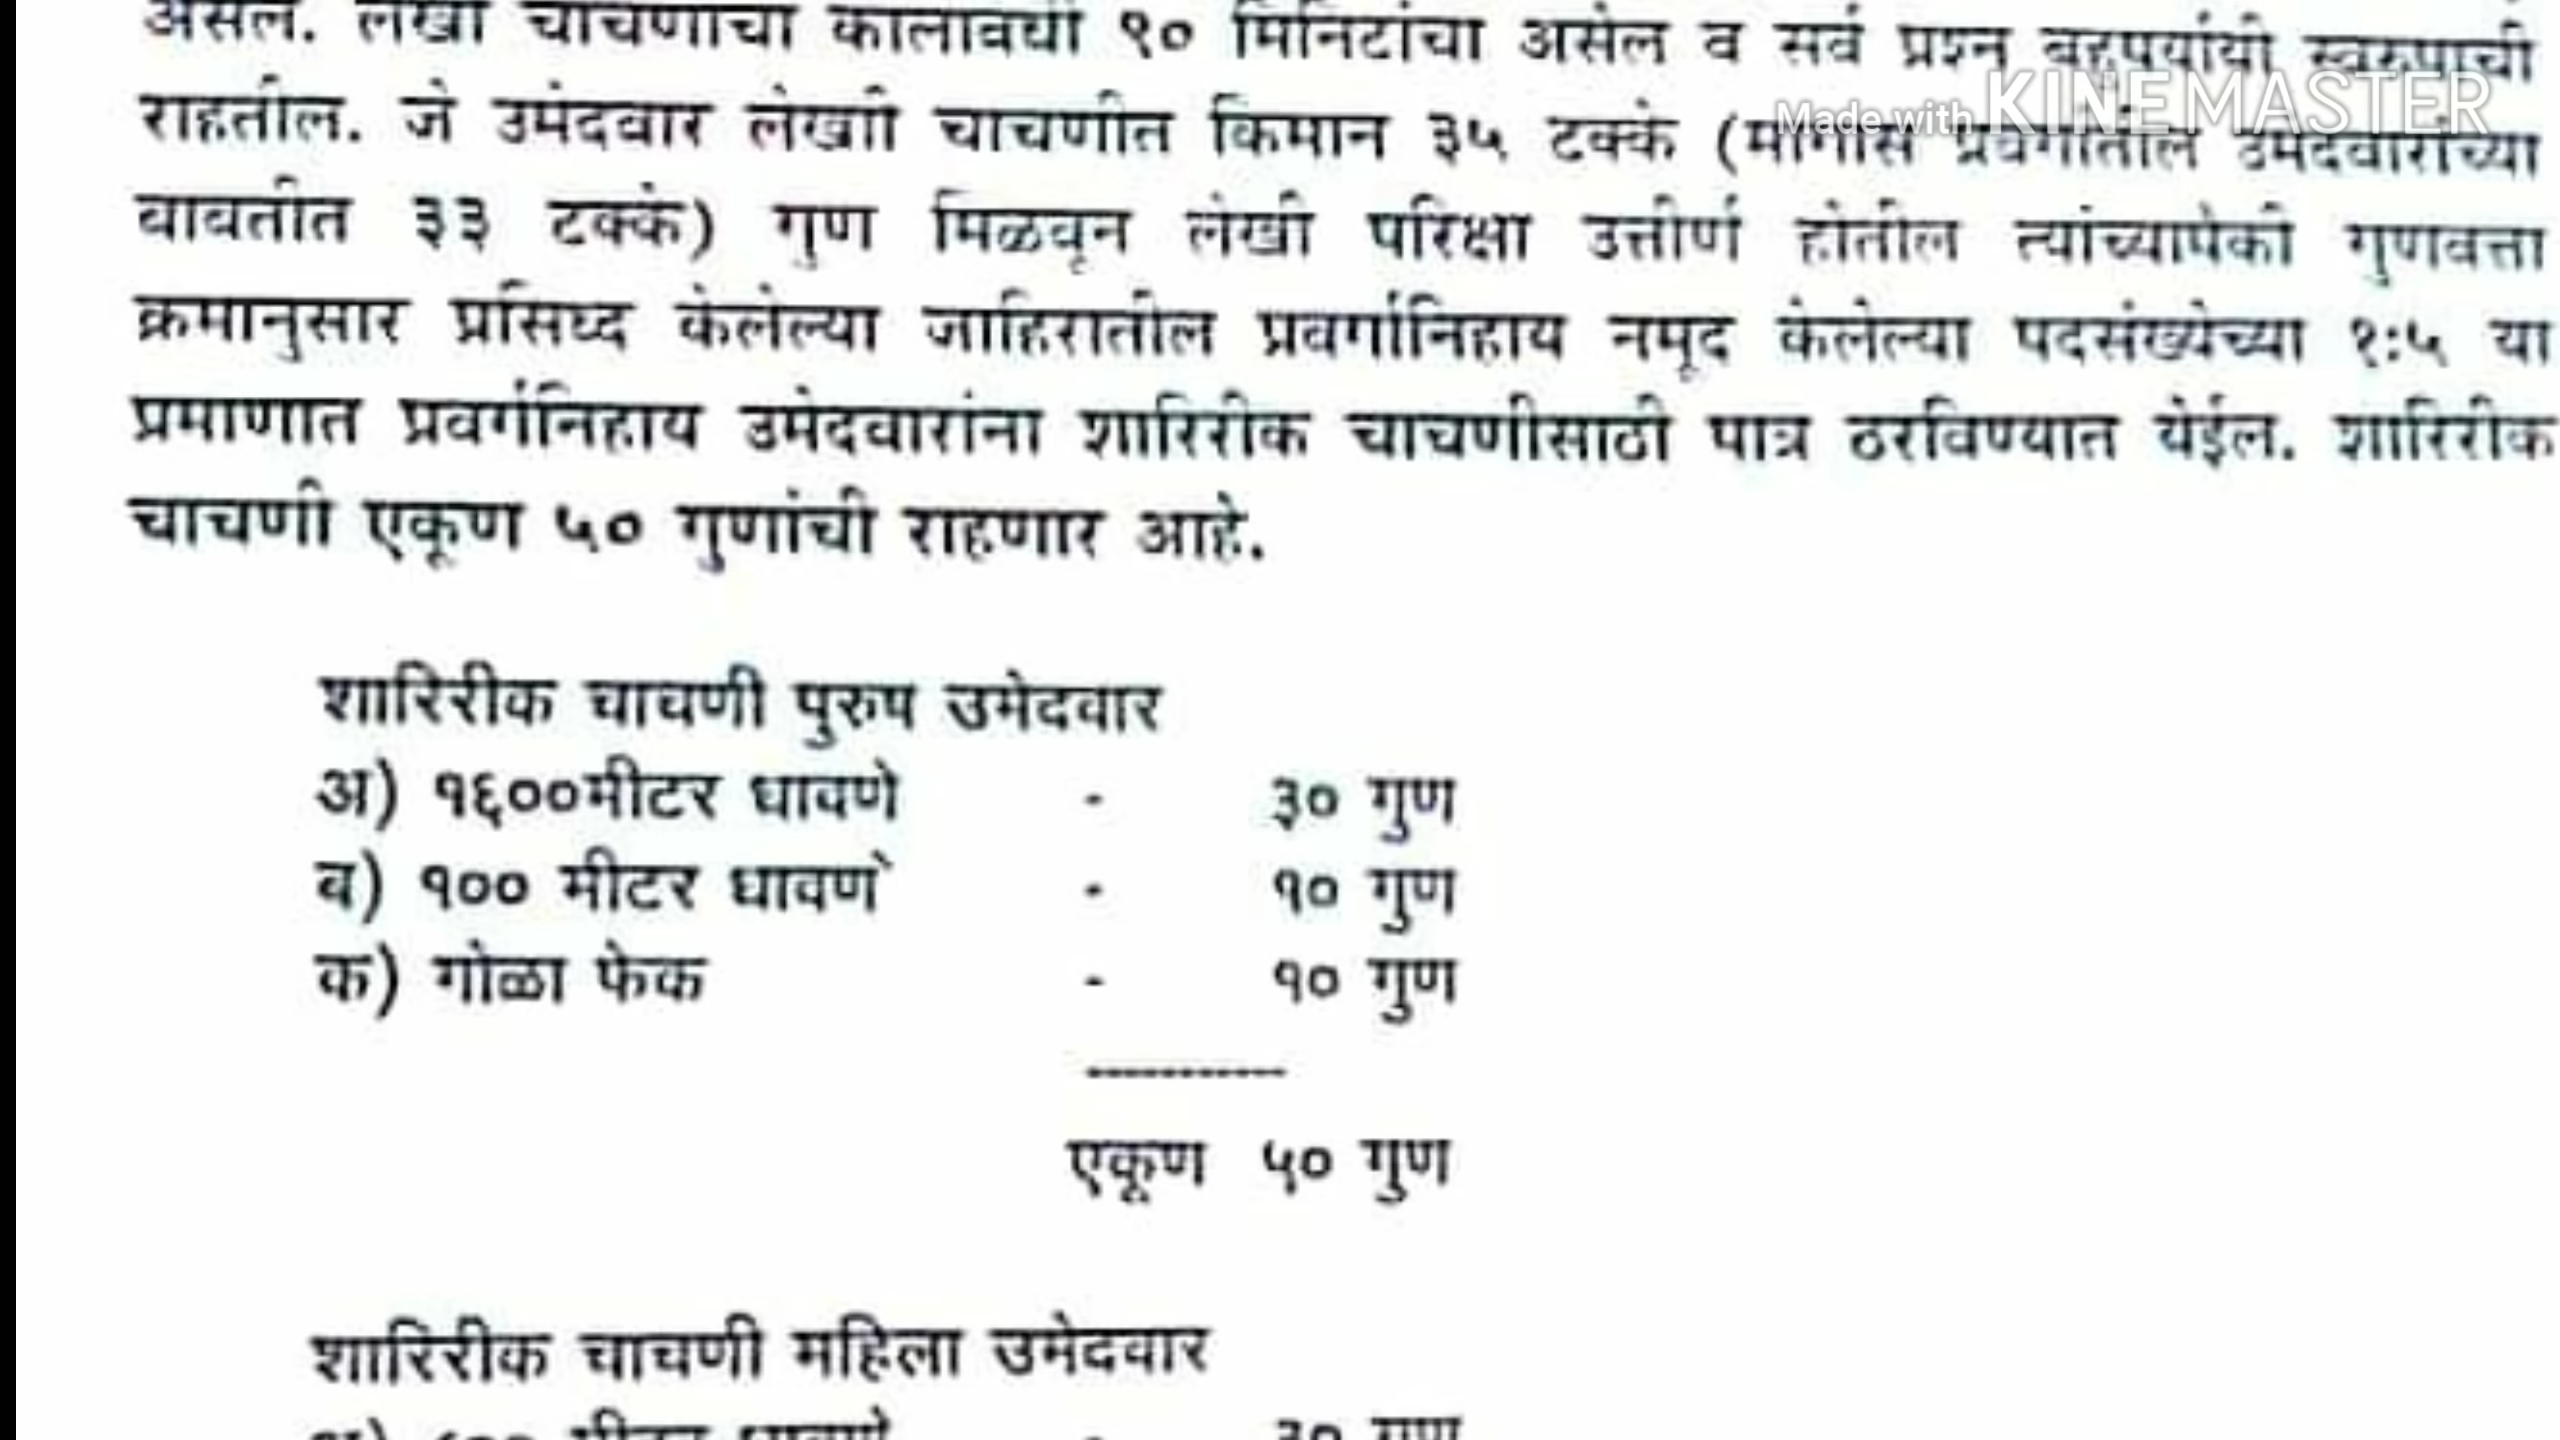 असेल. लेखी चाचणीचा कालावधी ९० मिनिटांचा असेल व सर्व प्रश्न बहुपर्यायी स्वरुपाची
Made with KINEMASTER
राहतील. जे उमेदवार लेखी चाचणीत किमान ३५ टक्के (मागास प्रवर्गातील उमेदवारांच्या
बाबतीत ३३ टक्के) गुण मिळवून लेखी परिक्षा उत्तीर्ण होतील त्यांच्यापैकी गुणवत्ता
क्रमानुसार प्रसिध्द केलेल्या जाहिरातील प्रवर्गानिहाय नमूद केलेल्या पदसंख्येच्या १:५ या
प्रमाणात प्रवर्गनिहाय उमेदवारांना शारिरीक चाचणीसाठी पात्र ठरविण्यात येईल. शारिरीक
चाचणी एकूण ५० गुणांची राहणार आहे.
शारिरीक चाचणी पुरुष उमेदवार
अ) १६००मीटर धावणे - ३० गुण
ब) १०० मीटर धावणे - १० गुण
क) गोळा फेक - १० गुण
-----------
एकूण ५० गुण
शारिरीक चाचणी महिला उमेदवार
मीटर धावणे - ३० गुण